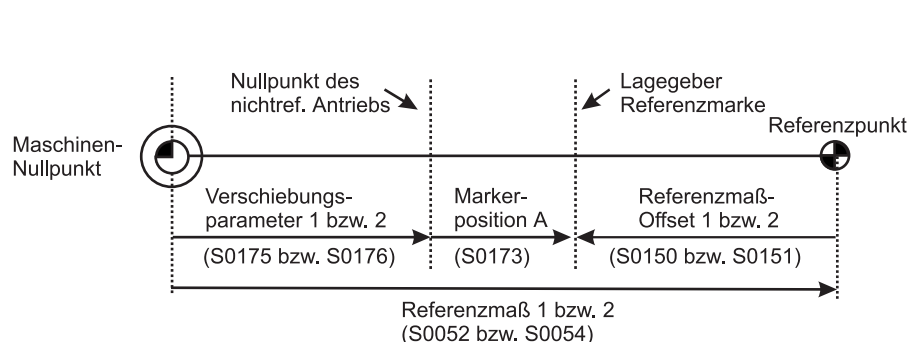 Nullpunkt des
nichtref. Antriebs
Lagegeber
Referenzmarke
Referenzpunkt
Maschinen-
Nullpunkt
Verschiebungs-
parameter 1 bzw. 2
(S0175 bzw. S0176)
Marker-
position A
(S0173)
Referenzmaß-
Offset 1 bzw. 2
(S0150 bzw. S0151)
Referenzmaß 1 bzw. 2
(S0052 bzw. S0054)